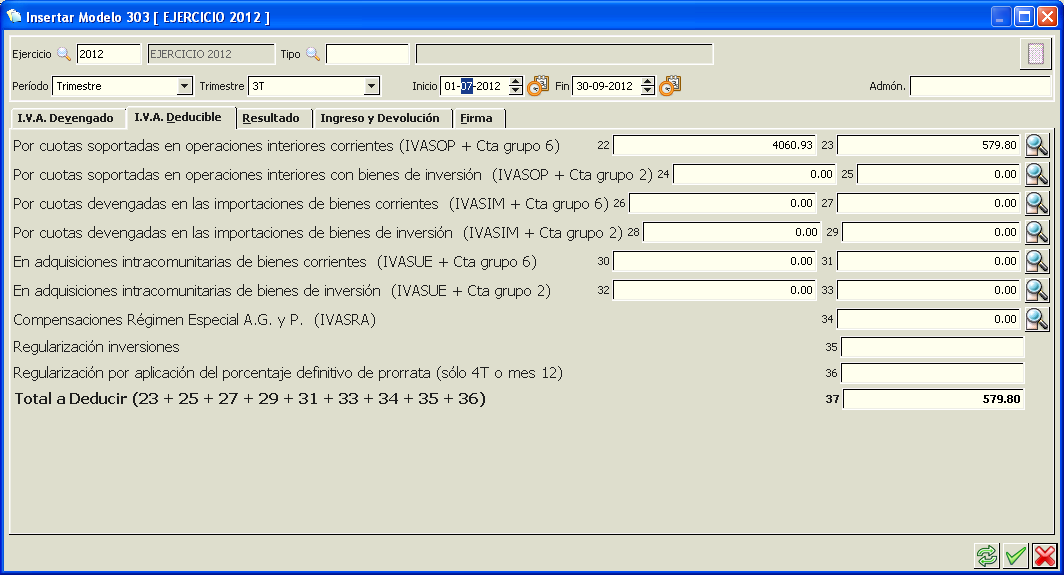 Insertar Modelo 303 [ EJERCICIO 2012 ]
Ejercicio 2012 EJERCICIO 2012 Tipo
Período Trimestre Trimestre 3T Inicio 01-07-2012 Fin 30-09-2012 Admón.
I.V.A. Devengado I.V.A. Deducible Resultado Ingreso y Devolución Firma
Por cuotas soportadas en operaciones interiores corrientes (IVASOP + Cta grupo 6) 22 4060.93 23 579.80
Por cuotas soportadas en operaciones interiores con bienes de inversión (IVASOP + Cta grupo 2) 24 0.00 25 0.00
Por cuotas devengadas en las importaciones de bienes corrientes (IVASIM + Cta grupo 6) 26 0.00 27 0.00
Por cuotas devengadas en las importaciones de bienes de inversión (IVASIM + Cta grupo 2) 28 0.00 29 0.00
En adquisiciones intracomunitarias de bienes corrientes (IVASUE + Cta grupo 6) 30 0.00 31 0.00
En adquisiciones intracomunitarias de bienes de inversión (IVASUE + Cta grupo 2) 32 0.00 33 0.00
Compensaciones Régimen Especial A.G. y P. (IVASRA) 34 0.00
Regularización inversiones 35
Regularización por aplicación del porcentaje definitivo de prorrata (sólo 4T o mes 12) 36
Total a Deducir (23 + 25 + 27 + 29 + 31 + 33 + 34 + 35 + 36) 37 579.80